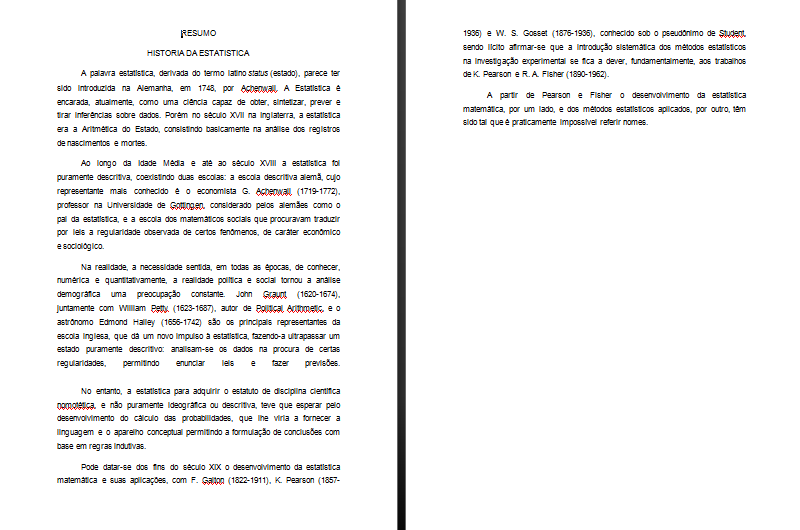 RESUMO
HISTORIA DA ESTATISTICA
A palavra estatística, derivada do termo latino status (estado), parece ter
sido introduzida na Alemanha, em 1748, por Achenwall. A Estatística é
encarada, atualmente, como uma ciência capaz de obter, sintetizar, prever e
tirar inferências sobre dados. Porém no século XVII na Inglaterra, a estatística
era a Aritmética do Estado, consistindo basicamente na análise dos registros
de nascimentos e mortes.
Ao longo da Idade Média e até ao século XVIII a estatística foi
puramente descritiva, coexistindo duas escolas: a escola descritiva alemã, cujo
representante mais conhecido é o economista G. Achenwall (1719-1772),
professor na Universidade de Gottingen, considerado pelos alemães como o
pai da estatística, e a escola dos matemáticos sociais que procuravam traduzir
por leis a regularidade observada de certos fenômenos, de caráter econômico
e sociológico.
Na realidade, a necessidade sentida, em todas as épocas, de conhecer,
numérica e quantitativamente, a realidade política e social tornou a análise
demográfica uma preocupação constante. John Graunt (1620-1674),
juntamente com William Petty (1623-1687), autor de Political Arithmetic, e o
astrônomo Edmond Halley (1656-1742) são os principais representantes da
escola inglesa, que dá um novo impulso à estatística, fazendo-a ultrapassar um
estado puramente descritivo: analisam-se os dados na procura de certas
regularidades, permitindo enunciar leis e fazer previsões.
No entanto, a estatística para adquirir o estatuto de disciplina científica
nomotética, e não puramente ideográfica ou descritiva, teve que esperar pelo
desenvolvimento do cálculo das probabilidades, que lhe viria a fornecer a
linguagem e o aparelho conceptual permitindo a formulação de conclusões com
base em regras indutivas.
Pode datar-se dos fins do século XIX o desenvolvimento da estatística
matemática e suas aplicações, com F. Galton (1822-1911), K. Pearson (1857-
1936) e W. S. Gosset (1876-1936), conhecido sob o pseudônimo de Student,
sendo lícito afirmar-se que a introdução sistemática dos métodos estatísticos
na investigação experimental se fica a dever, fundamentalmente, aos trabalhos
de K. Pearson e R. A. Fisher (1890-1962).
A partir de Pearson e Fisher o desenvolvimento da estatística
matemática, por um lado, e dos métodos estatísticos aplicados, por outro, têm
sido tal que é praticamente impossível referir nomes.